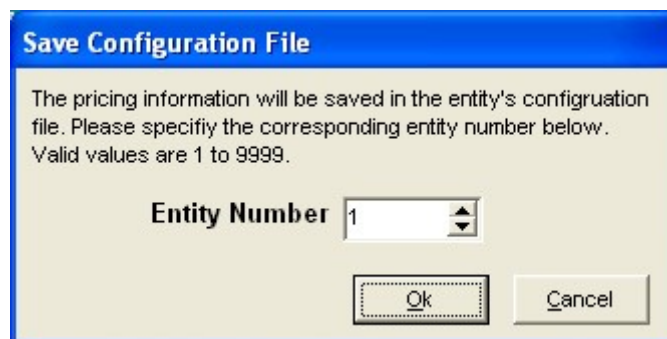 Save Configuration File
The pricing information will be saved in the entity's configruation
file. Please specifiy the corresponding entity number below.
Valid values are 1 to 9999.
Entity Number 1
Ok Cancel